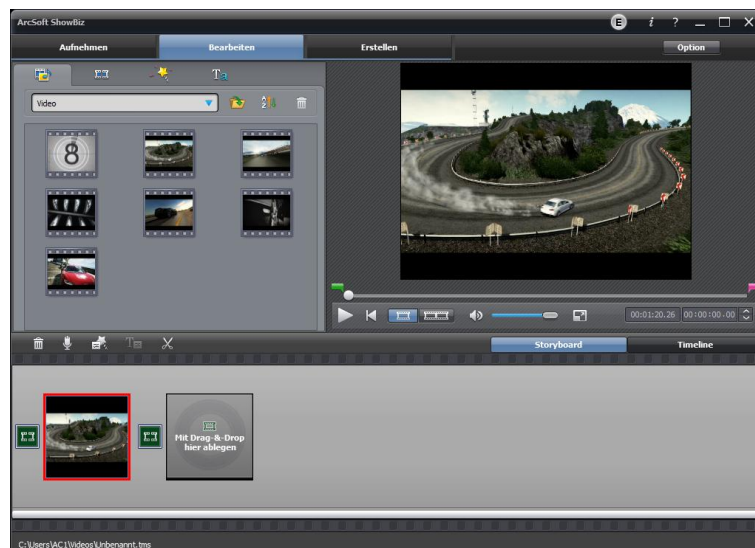 ArcSoft ShowBiz
E i ?
Aufnehmen Bearbeiten Erstellen Option
Ta
Video
A Z
8
00:01:20.26 00:00:00.00
T
Storyboard Timeline
Mit Drag-&-Drop
hier ablegen
C:\Users\AC1\Videos\Unbenannt.tms